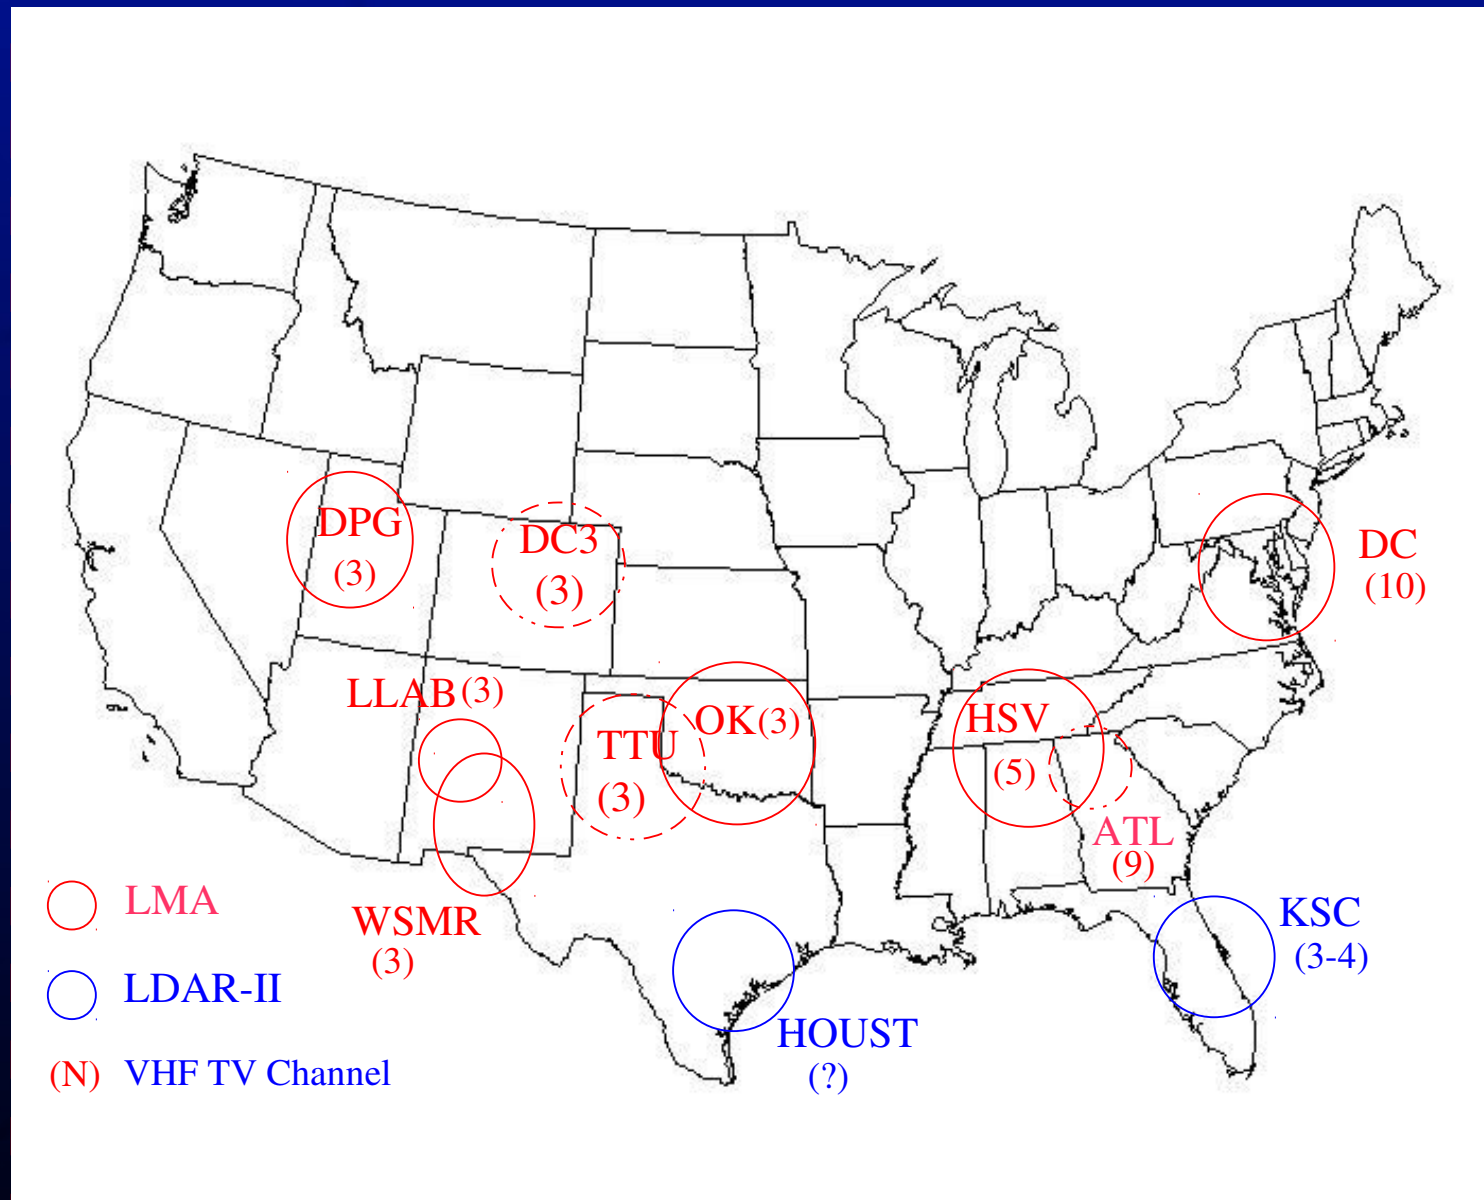 DPG
(3)
DC3
(3)
DC
(10)
LLAB (3)
OK (3)
TTU
(3)
HSV
(5)
ATL
(9)
WSMR
(3)
KSC
(3-4)
HOUST
(?)
LMA
LDAR-II
(N) VHF TV Channel